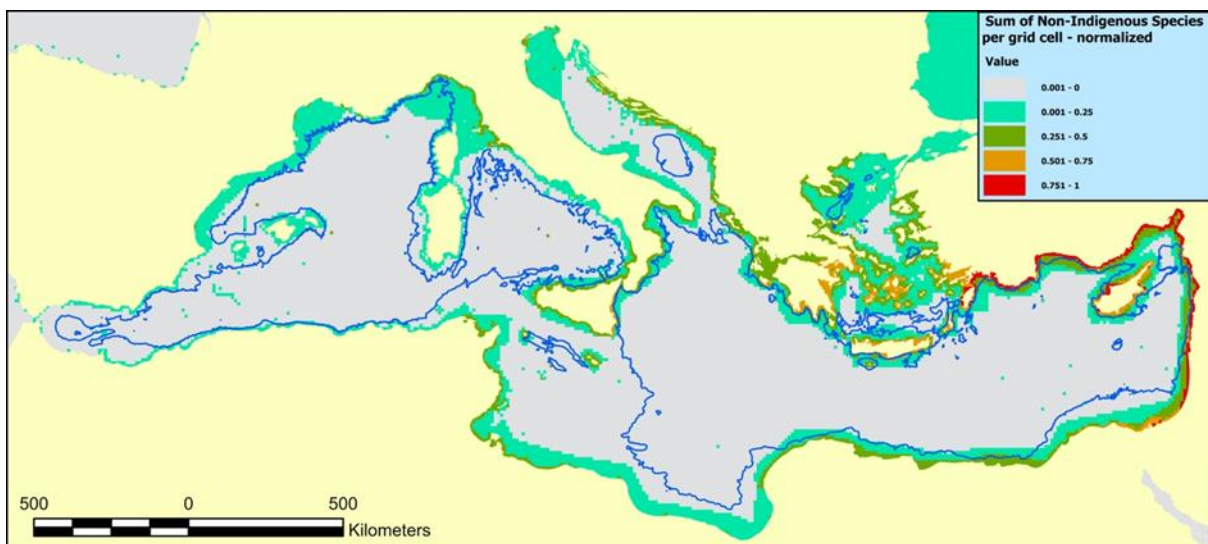 Sum of Non-Indigenous Species
per grid cell - normalized
Value
0.001 - 0
0.001 - 0.25
0.251 - 0.5
0.501 - 0.75
0.751 - 1
500 0 500
Kilometers